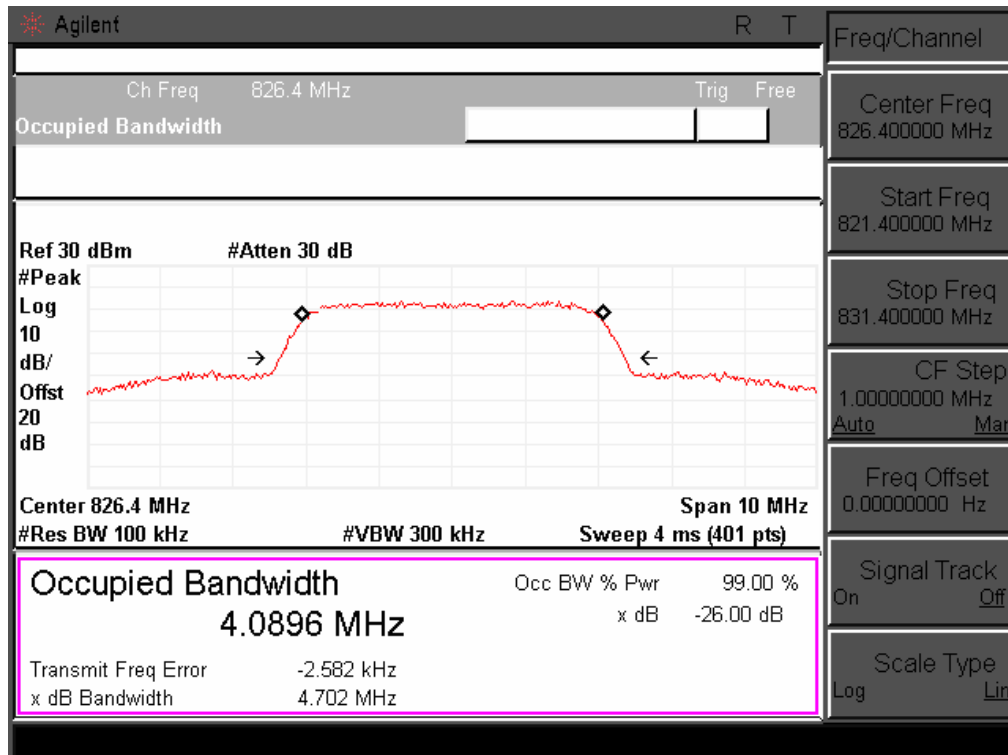 Agilent R T
Freq/Channel
Ch Freq 826.4 MHz Trig Free
Occupied Bandwidth
Center Freq
826.400000 MHz
Start Freq
821.400000 MHz
Stop Freq
831.400000 MHz
CF Step
1.00000000 MHz
Auto Man
Freq Offset
0.00000000 Hz
Signal Track
On Off
Scale Type
Log Lin
Ref 30 dBm #Atten 30 dB
#Peak
Log
10
dB/
Offst
20
dB
Center 826.4 MHz Span 10 MHz
#Res BW 100 kHz #VBW 300 kHz Sweep 4 ms (401 pts)
Occupied Bandwidth Occ BW % Pwr 99.00 %
4.0896 MHz x dB -26.00 dB
Transmit Freq Error -2.582 kHz
x dB Bandwidth 4.702 MHz